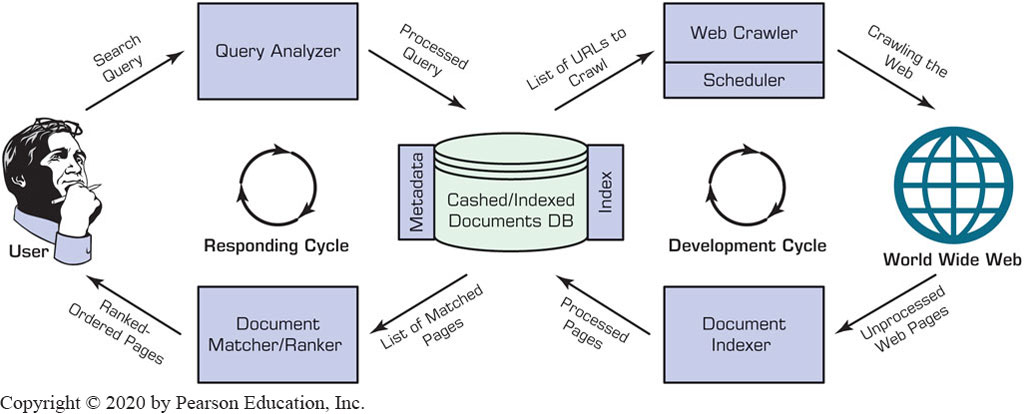 Search
Query
Query Analyzer
Processed
Query
List of URLs to
Crawl
Web Crawler
Scheduler
Crawling the
Web
User
Responding Cycle
Metadata
Cashed/Indexed
Documents DB
Index
Development Cycle
World Wide Web
Ranked-
Ordered Pages
Document
Matcher/Ranker
List of Matched
Pages
Processed
Pages
Document
Indexer
Unprocessed
Web Pages
Copyright © 2020 by Pearson Education, Inc.